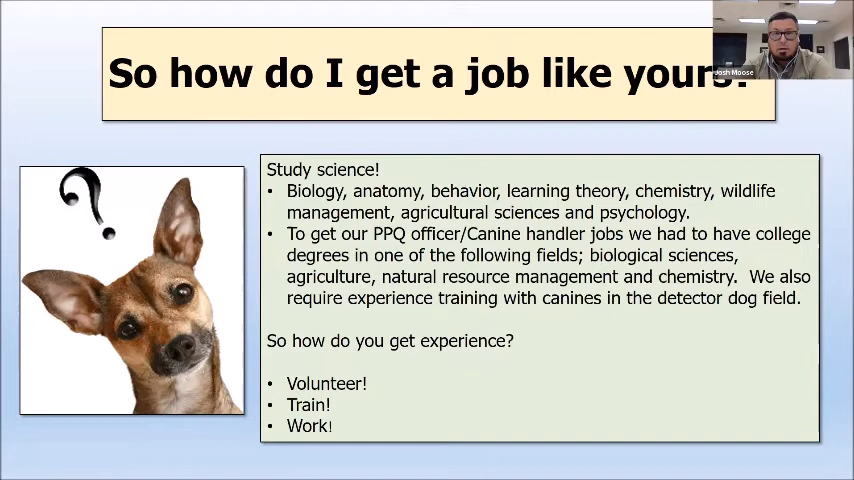 So how do I get a job like yours?
Josh Moose
Study science!
• Biology, anatomy, behavior, learning theory, chemistry, wildlife
management, agricultural sciences and psychology.
• To get our PPQ officer/Canine handler jobs we had to have college
degrees in one of the following fields; biological sciences,
agriculture, natural resource management and chemistry. We also
require experience training with canines in the detector dog field.
So how do you get experience?
• Volunteer!
• Train!
• Work!
?